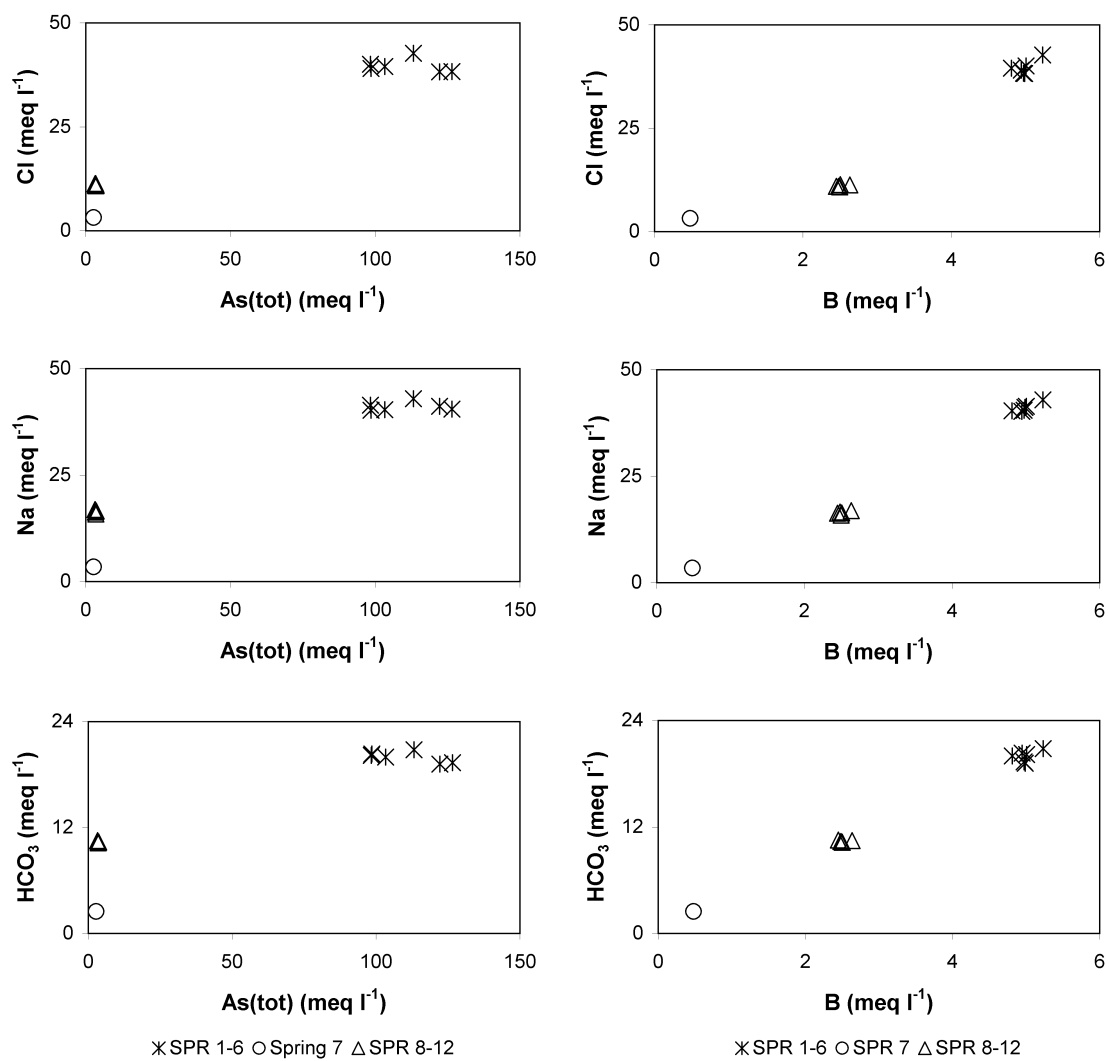 50
25
0
Cl (meq l⁻¹)
0 50 100 150
As(tot) (meq l⁻¹)
50
25
0
Cl (meq l⁻¹)
0 2 4 6
B (meq l⁻¹)
50
25
0
Na (meq l⁻¹)
0 50 100 150
As(tot) (meq l⁻¹)
50
25
0
Na (meq l⁻¹)
0 2 4 6
B (meq l⁻¹)
24
12
0
HCO₃ (meq l⁻¹)
0 50 100 150
As(tot) (meq l⁻¹)
24
12
0
HCO₃ (meq l⁻¹)
0 2 4 6
B (meq l⁻¹)
SPR 1-6 Spring 7 SPR 8-12
SPR 1-6 SPR 7 SPR 8-12